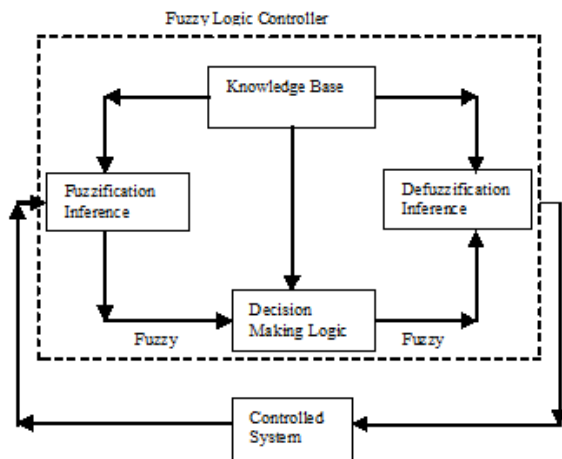 Fuzzy Logic Controller
Knowledge Base
Fuzzification
Inference
Defuzzification
Inference
Decision
Making Logic
Fuzzy
Fuzzy
Controlled
System